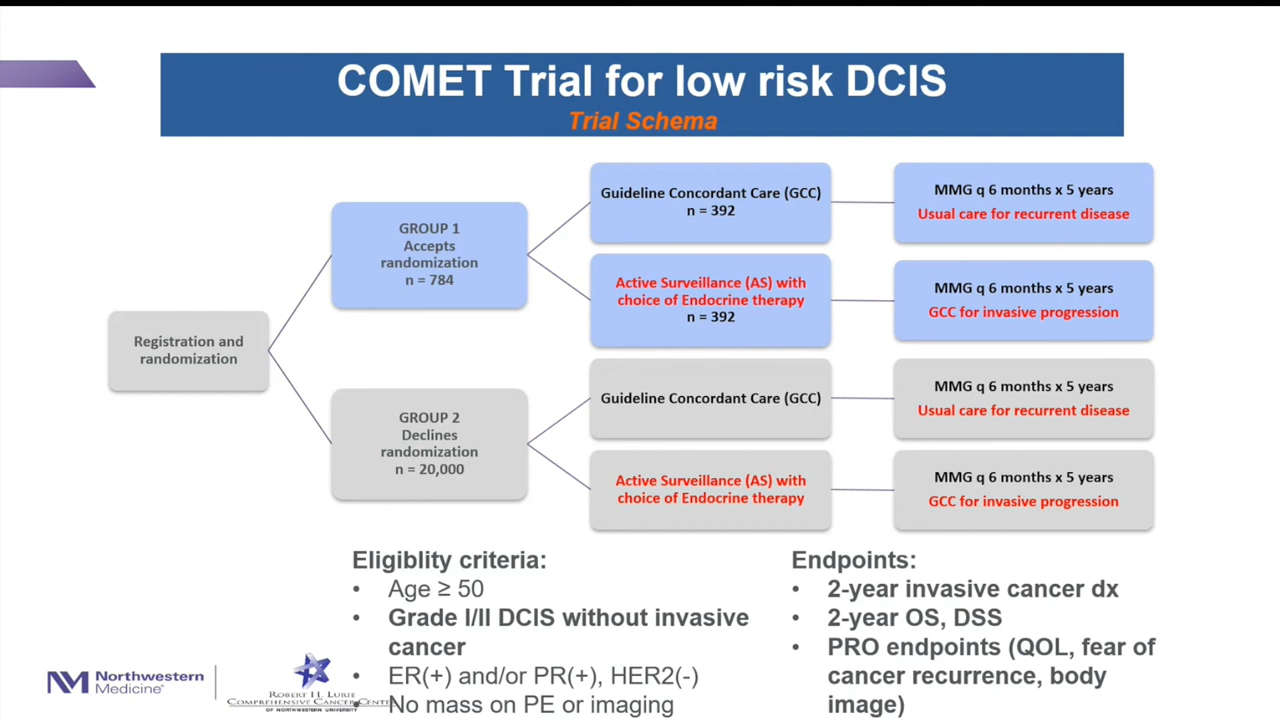 COMET Trial for low risk DCIS
Trial Schema
Registration and
randomization
GROUP 1
Accepts
randomization
n = 784
GROUP 2
Declines
randomization
n = 20,000
Guideline Concordant Care (GCC)
n = 392
MMG q 6 months x 5 years
Usual care for recurrent disease
Active Surveillance (AS) with
choice of Endocrine therapy
n = 392
MMG q 6 months x 5 years
GCC for invasive progression
Guideline Concordant Care (GCC)
MMG q 6 months x 5 years
Usual care for recurrent disease
Active Surveillance (AS) with
choice of Endocrine therapy
MMG q 6 months x 5 years
GCC for invasive progression
Eligiblity criteria:
• Age ≥ 50
• Grade I/II DCIS without invasive
cancer
• ER(+) and/or PR(+), HER2(-)
• No mass on PE or imaging
Endpoints:
• 2-year invasive cancer dx
• 2-year OS, DSS
• PRO endpoints (QOL, fear of
cancer recurrence, body
image)
NM Northwestern
Medicine®
ROBERT H. LURIE
COMPREHENSIVE CANCER CENTER
OF NORTHWESTERN UNIVERSITY